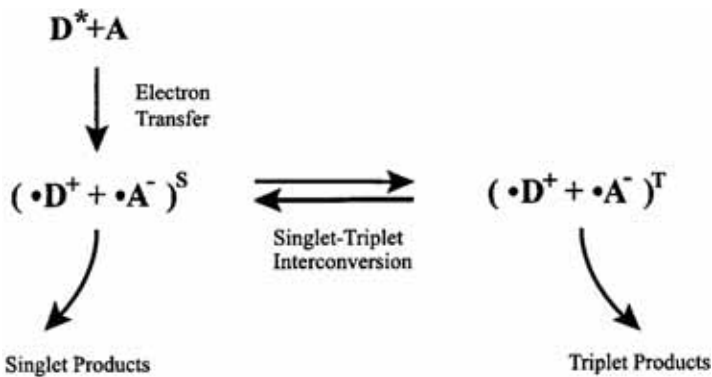 D*+A
Electron
Transfer
( •D⁺ + •A⁻ )ˢ
( •D⁺ + •A⁻ )ᵀ
Singlet-Triplet
Interconversion
Singlet Products
Triplet Products